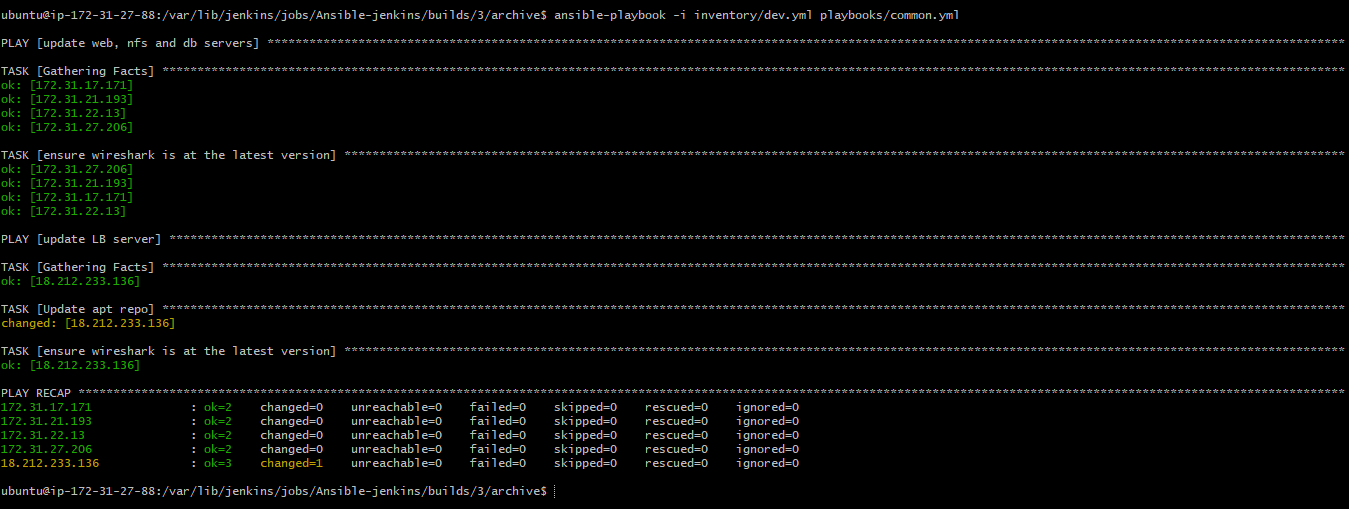 ubuntu@ip-172-31-27-88:/var/lib/jenkins/jobs/Ansible-jenkins/builds/3/archive$ ansible-playbook -i inventory/dev.yml playbooks/common.yml
PLAY [update web, nfs and db servers] ****************************************************************************************************************************************************
TASK [Gathering Facts] *******************************************************************************************************************************************************************
ok: [172.31.17.171]
ok: [172.31.21.193]
ok: [172.31.22.13]
ok: [172.31.27.206]
TASK [ensure wireshark is at the latest version] *****************************************************************************************************************************************
ok: [172.31.27.206]
ok: [172.31.21.193]
ok: [172.31.17.171]
ok: [172.31.22.13]
PLAY [update LB server] ******************************************************************************************************************************************************************
TASK [Gathering Facts] *******************************************************************************************************************************************************************
ok: [18.212.233.136]
TASK [Update apt repo] *******************************************************************************************************************************************************************
changed: [18.212.233.136]
TASK [ensure wireshark is at the latest version] *****************************************************************************************************************************************
ok: [18.212.233.136]
PLAY RECAP *******************************************************************************************************************************************************************************
172.31.17.171 : ok=2 changed=0 unreachable=0 failed=0 skipped=0 rescued=0 ignored=0
172.31.21.193 : ok=2 changed=0 unreachable=0 failed=0 skipped=0 rescued=0 ignored=0
172.31.22.13 : ok=2 changed=0 unreachable=0 failed=0 skipped=0 rescued=0 ignored=0
172.31.27.206 : ok=2 changed=0 unreachable=0 failed=0 skipped=0 rescued=0 ignored=0
18.212.233.136 : ok=3 changed=1 unreachable=0 failed=0 skipped=0 rescued=0 ignored=0
ubuntu@ip-172-31-27-88:/var/lib/jenkins/jobs/Ansible-jenkins/builds/3/archive$